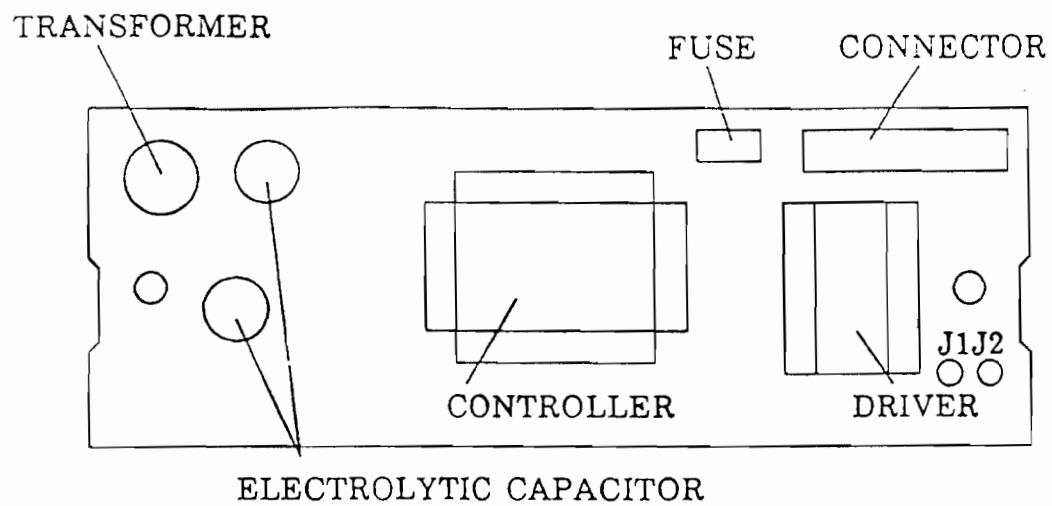 TRANSFORMER
FUSE
CONNECTOR
J1J2
CONTROLLER
DRIVER
ELECTROLYTIC CAPACITOR